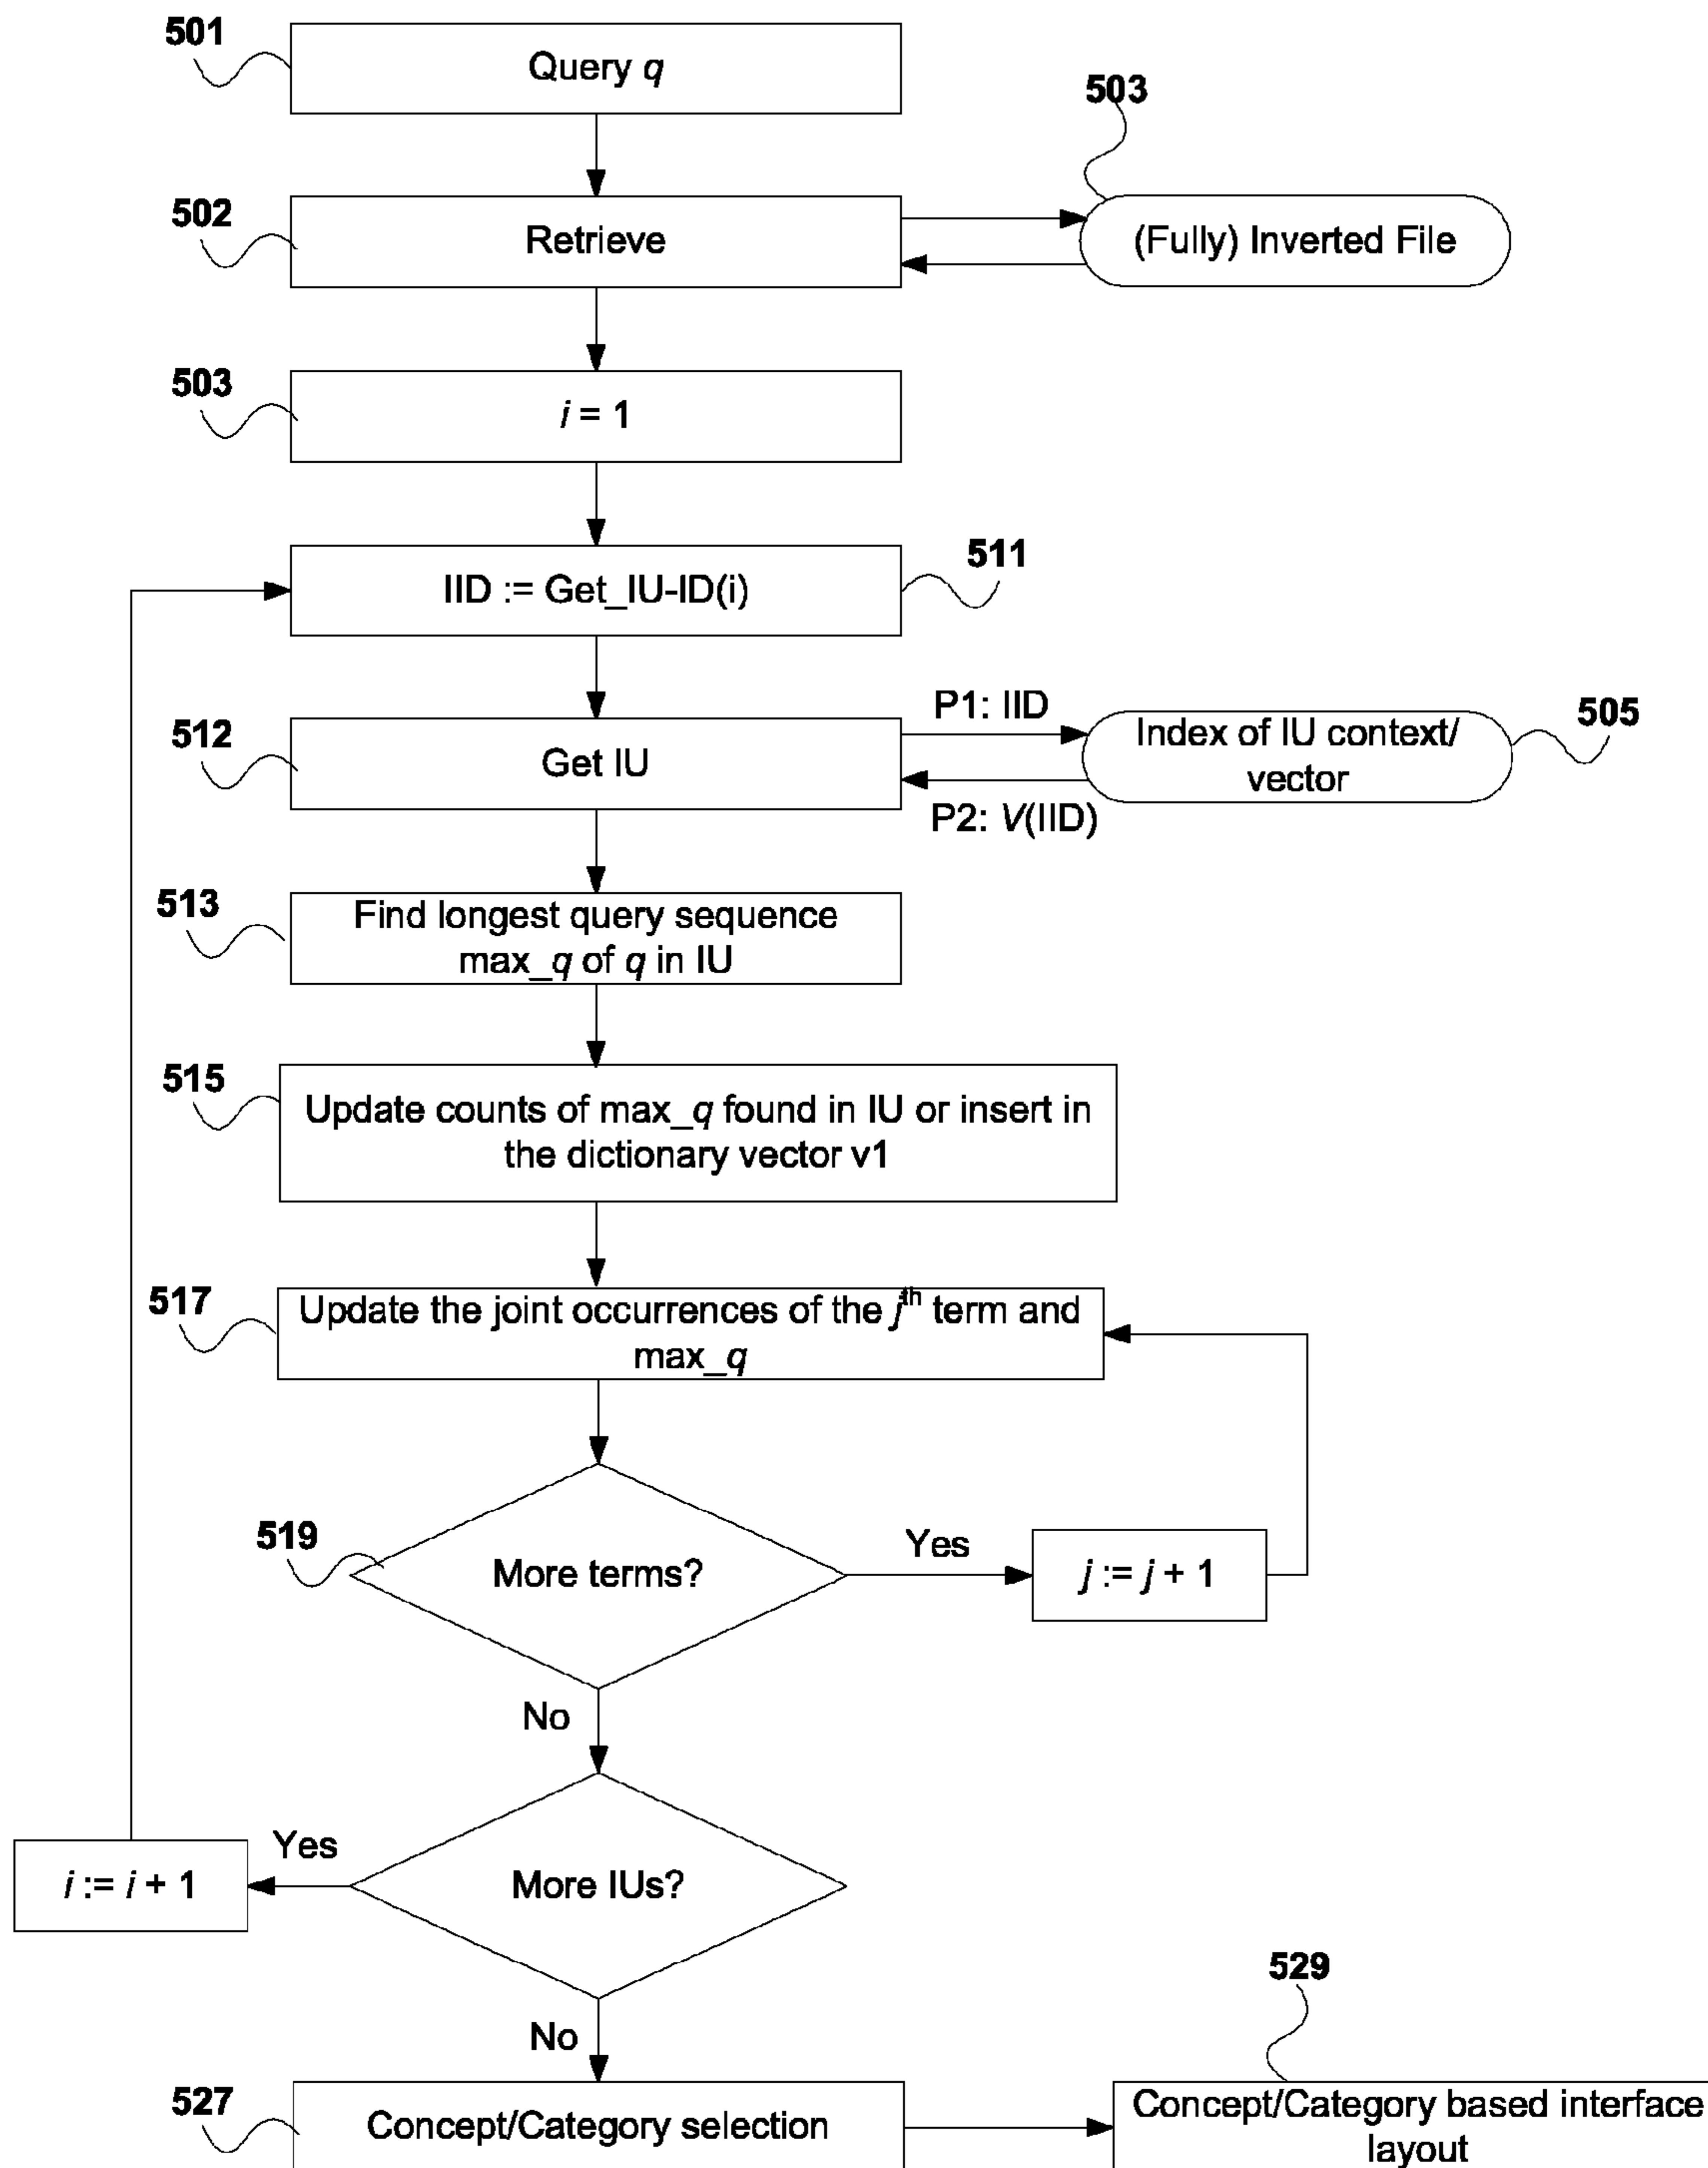 501
Query q
503
502
Retrieve
(Fully) Inverted File
503
i = 1
511
IID := Get_IU-ID(i)
P1: IID
505
512
Get IU
Index of IU context/
vector
P2: V(IID)
513
Find longest query sequence
max_q of q in IU
515
Update counts of max_q found in IU or insert in
the dictionary vector v1
517
Update the joint occurrences of the jth term and
max_q
519
More terms?
Yes
j := j + 1
No
Yes
i := i + 1
More IUs?
529
No
527
Concept/Category selection
Concept/Category based interface
layout